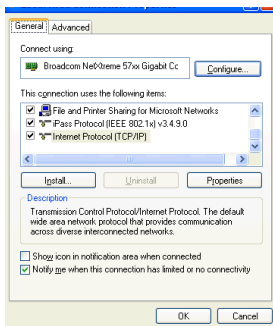 General
Advanced
Connect using:
Broadcom NetXtreme 57xx Gigabit Cc
Configure...
This connection uses the following items:
File and Printer Sharing for Microsoft Networks
iPass Protocol (IEEE 802.1x) v3.4.9.0
Internet Protocol (TCP/IP)
Install...
Uninstall
Properties
Description
Transmission Control Protocol/Internet Protocol. The default
wide area network protocol that provides communication
across diverse interconnected networks.
Show icon in notification area when connected
Notify me when this connection has limited or no connectivity
OK
Cancel